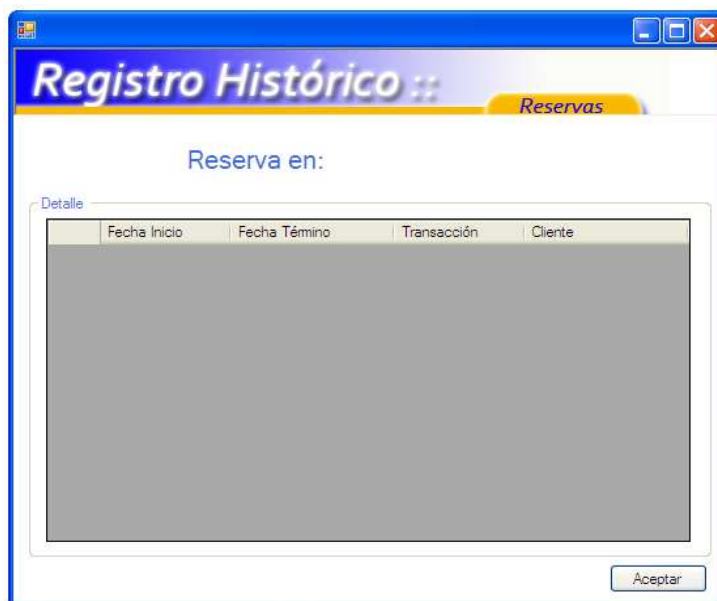 Registro Histórico ::
Reservas
Reserva en:
Detalle
Fecha Inicio Fecha Término Transacción Cliente
Aceptar